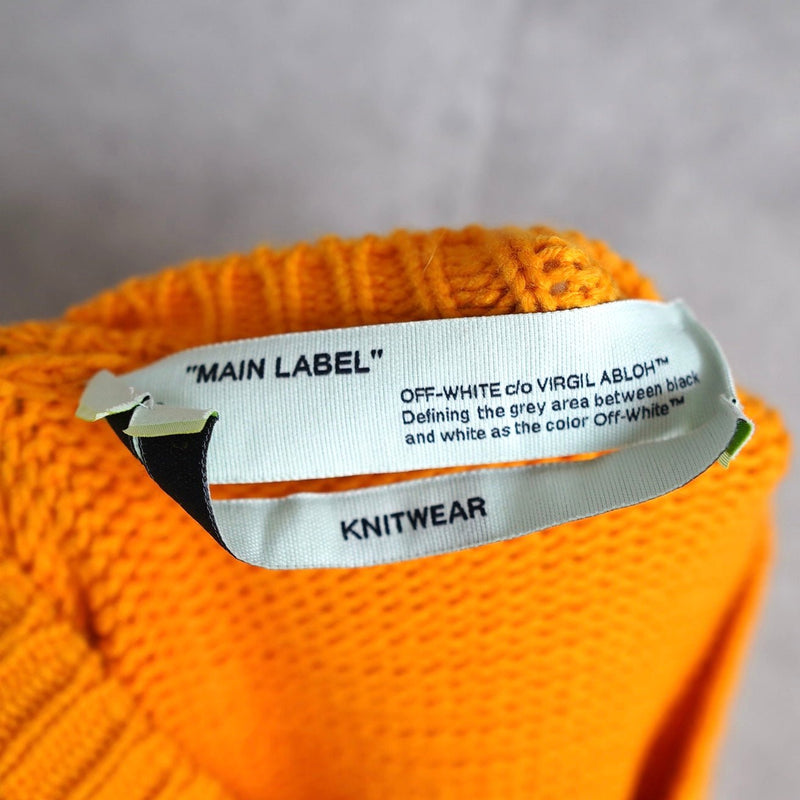 "MAIN LABEL"
OFF-WHITE c/o VIRGIL ABLOH™
Defining the grey area between black
and white as the color Off-White™
KNITWEAR